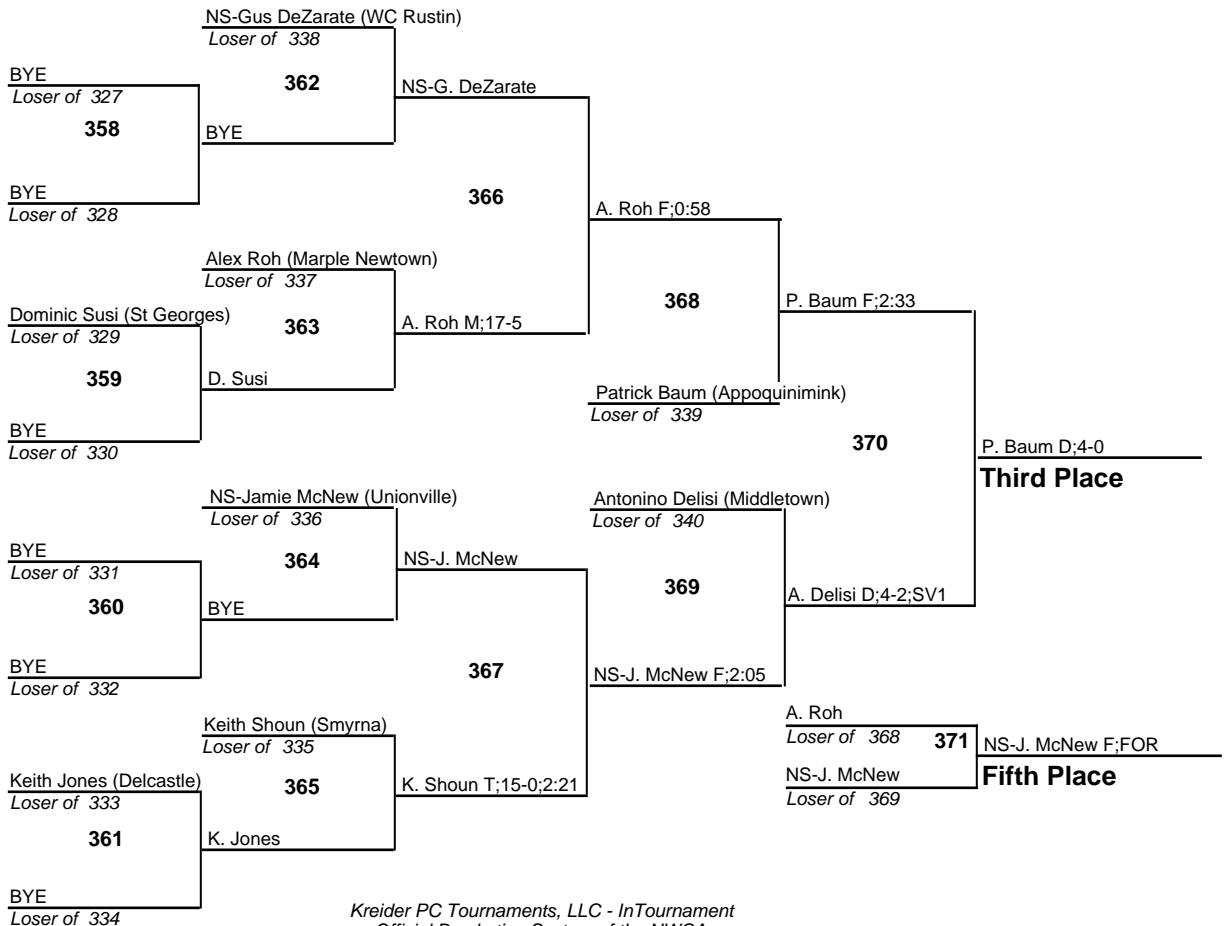 NS-Gus DeZarate (WC Rustin)
Loser of 338
BYE
Loser of 327
362
NS-G. DeZarate
358
BYE
BYE
Loser of 328
366
A. Roh F;0:58
Alex Roh (Marple Newtown)
Loser of 337
Dominic Susi (St Georges)
Loser of 329
363
A. Roh M;17-5
368
P. Baum F;2:33
359
D. Susi
Patrick Baum (Appoquinimink)
Loser of 339
BYE
Loser of 330
370
P. Baum D;4-0
Third Place
NS-Jamie McNew (Unionville)
Loser of 336
Antonino Delisi (Middletown)
Loser of 340
BYE
Loser of 331
364
NS-J. McNew
369
360
BYE
A. Delisi D;4-2;SV1
BYE
Loser of 332
367
NS-J. McNew F;2:05
Keith Shoun (Smyrna)
Loser of 335
A. Roh
Loser of 368
371
NS-J. McNew F;FOR
Fifth Place
Keith Jones (Delcastle)
Loser of 333
365
K. Shoun T;15-0;2:21
NS-J. McNew
Loser of 369
361
K. Jones
BYE
Loser of 334
Kreider PC Tournaments, LLC - InTournament